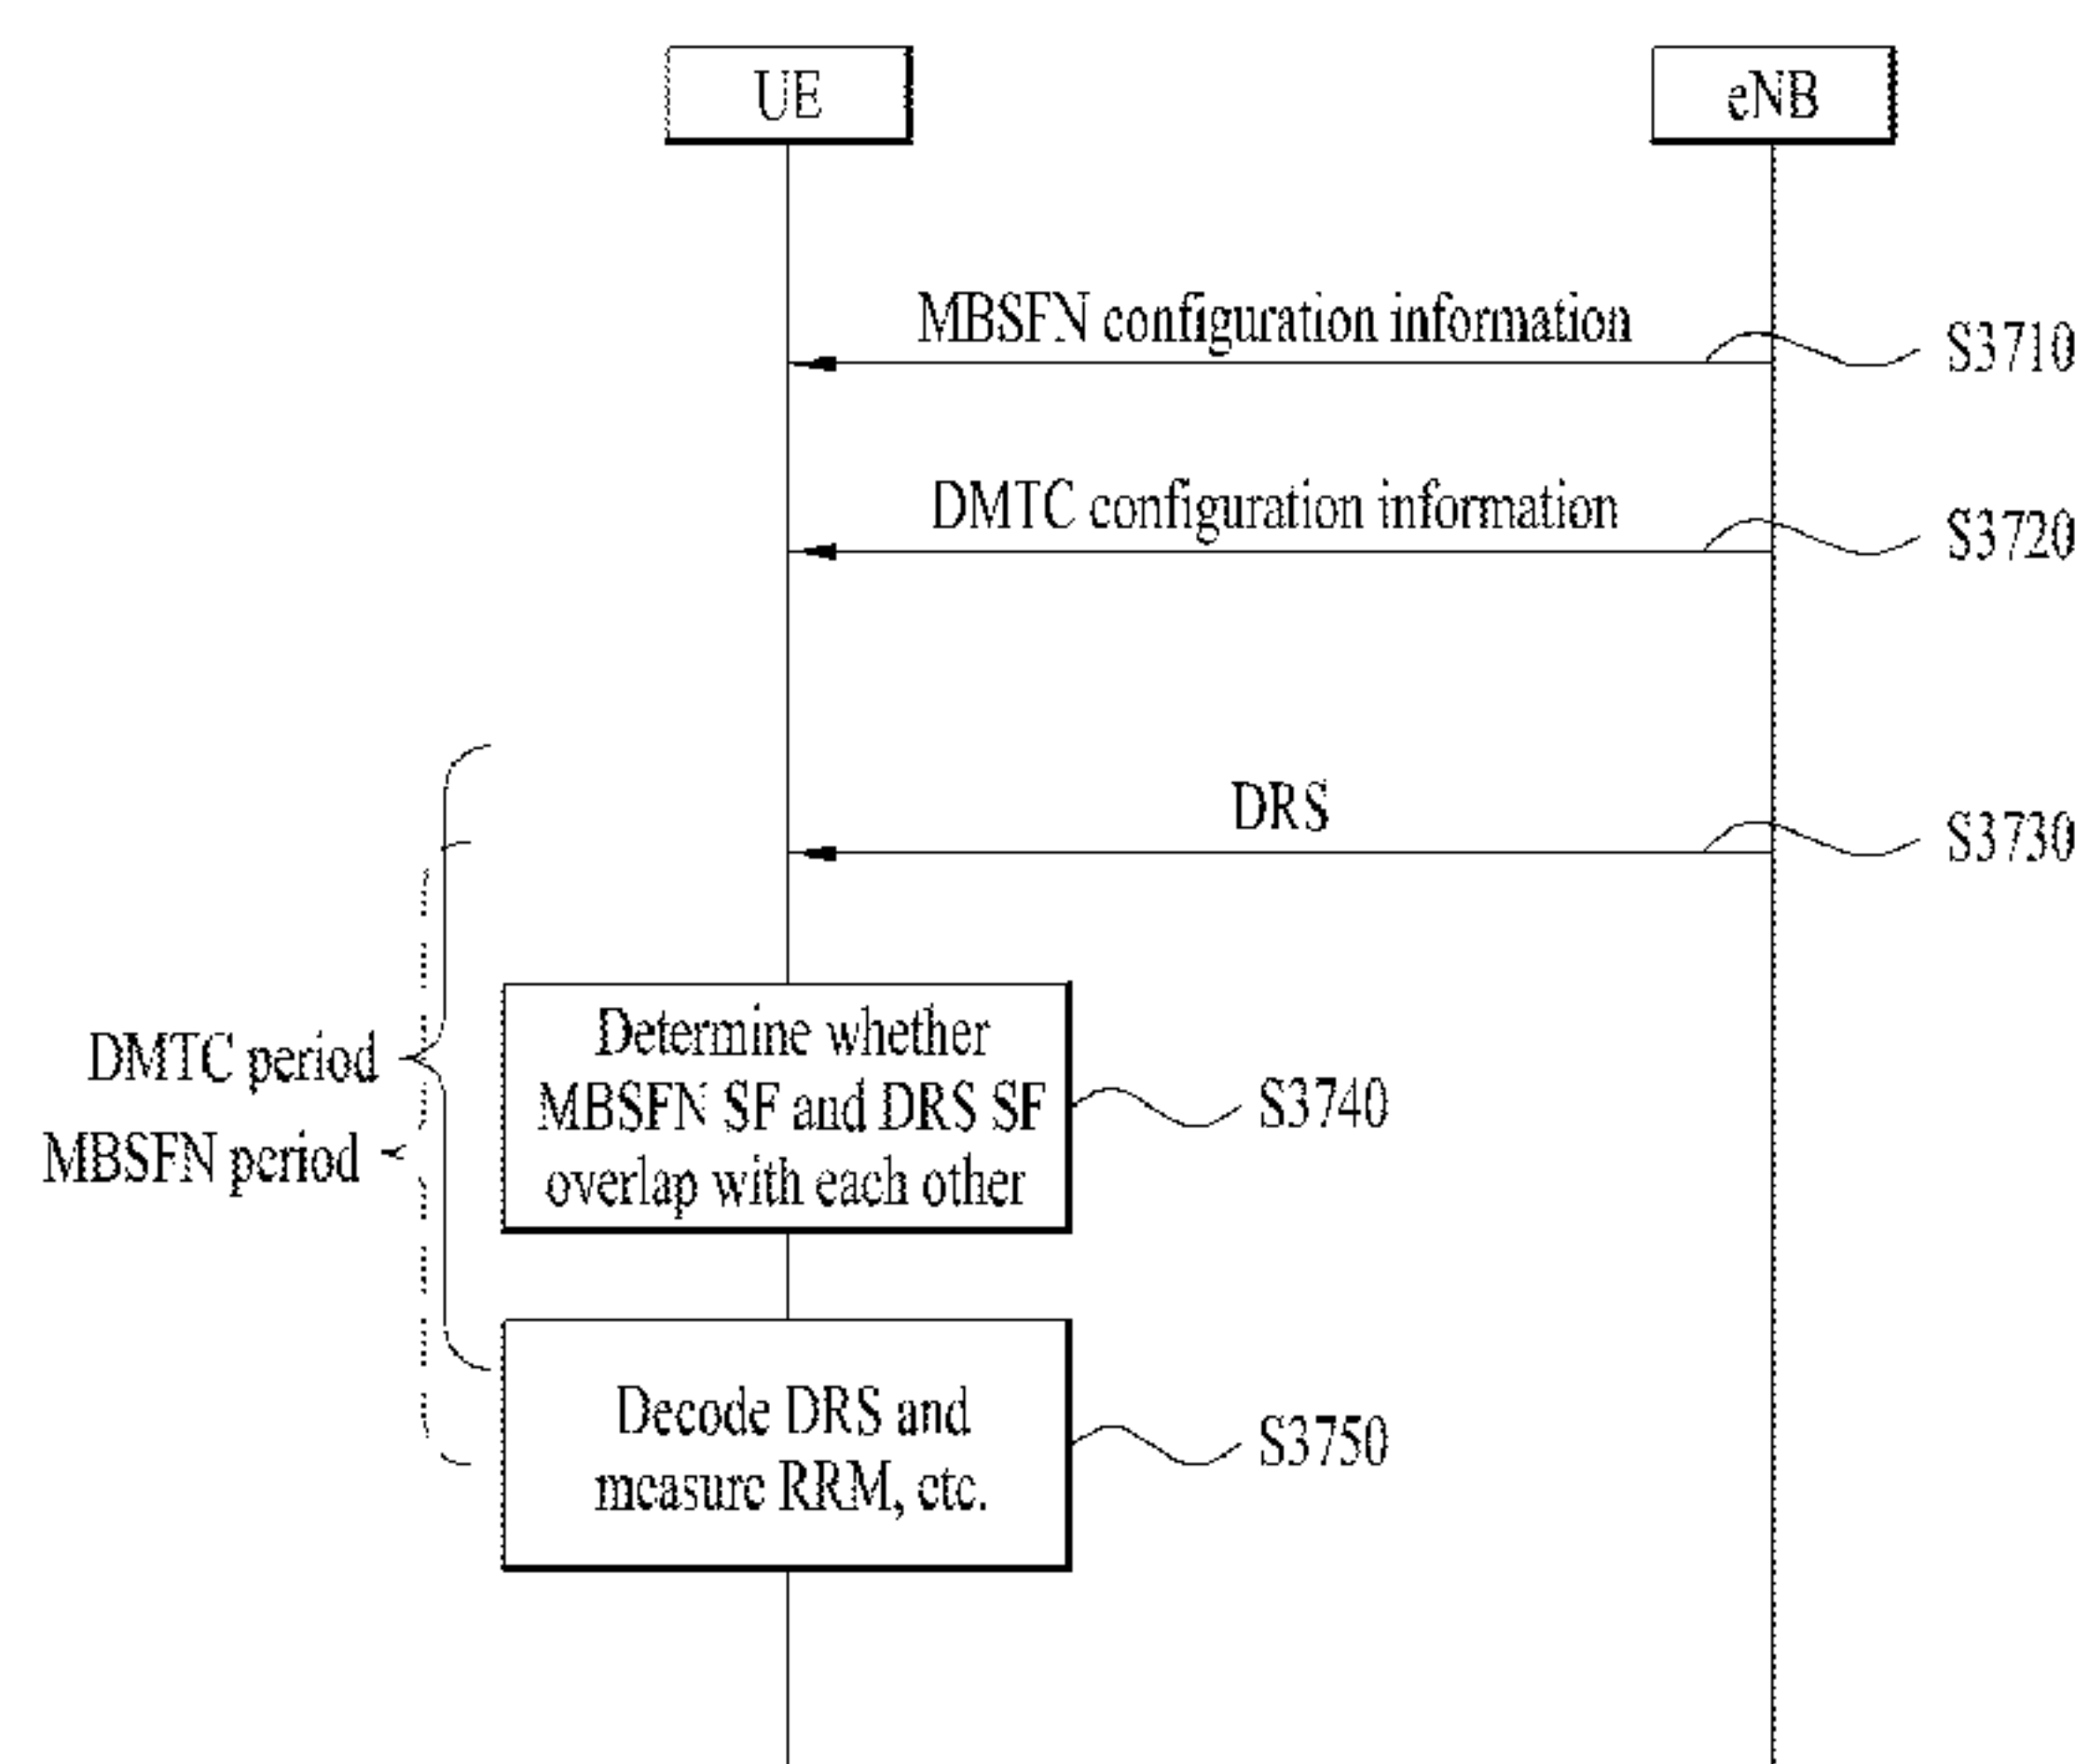 UE
eNB
MBSFN configuration information
S3710
DMTC configuration information
S3720
DRS
S3730
DMTC period
MBSFN period
Determine whether
MBSFN SF and DRS SF
overlap with each other
S3740
Decode DRS and
measure RRM, etc.
S3750